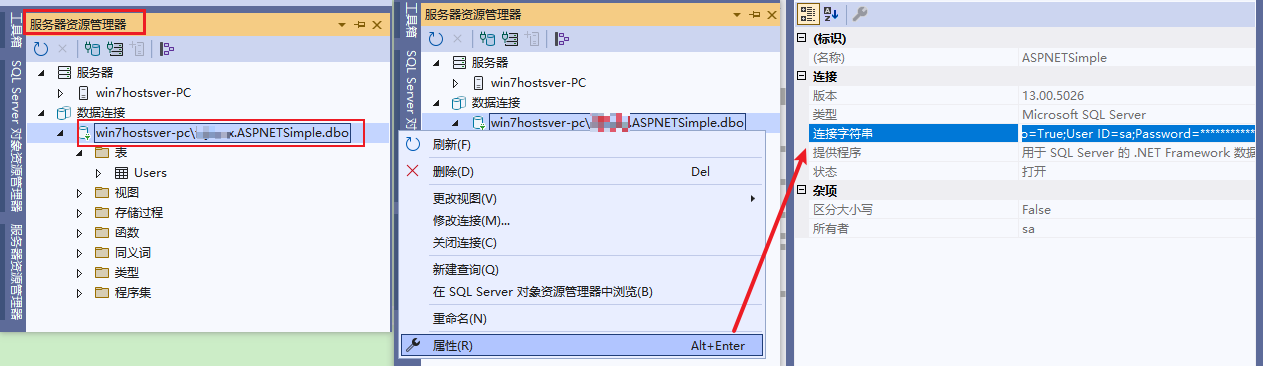 工具箱
SQL Server 对象资源管理器
服务器资源管理器
服务器资源管理器
服务器
win7hostsver-PC
数据连接
win7hostsver-pc\ x.ASPNETSimple.dbo
表
Users
视图
存储过程
函数
同义词
类型
程序集
工具箱
SQL Server 对象资源管理器
服务器资源管理器
服务器
win7hostsver-PC
数据连接
win7hostsver-pc\ .ASPNETSimple.dbo
刷新(F)
删除(D) Del
更改视图(V)
修改连接(M)...
关闭连接(C)
新建查询(Q)
在 SQL Server 对象资源管理器中浏览(B)
重命名(N)
属性(R) Alt+Enter
(标识)
(名称) ASPNETSimple
连接
版本 13.00.5026
类型 Microsoft SQL Server
连接字符串 o=True;User ID=sa;Password=***********
提供程序 用于 SQL Server 的 .NET Framework 数据
状态 打开
杂项
区分大小写 False
所有者 sa